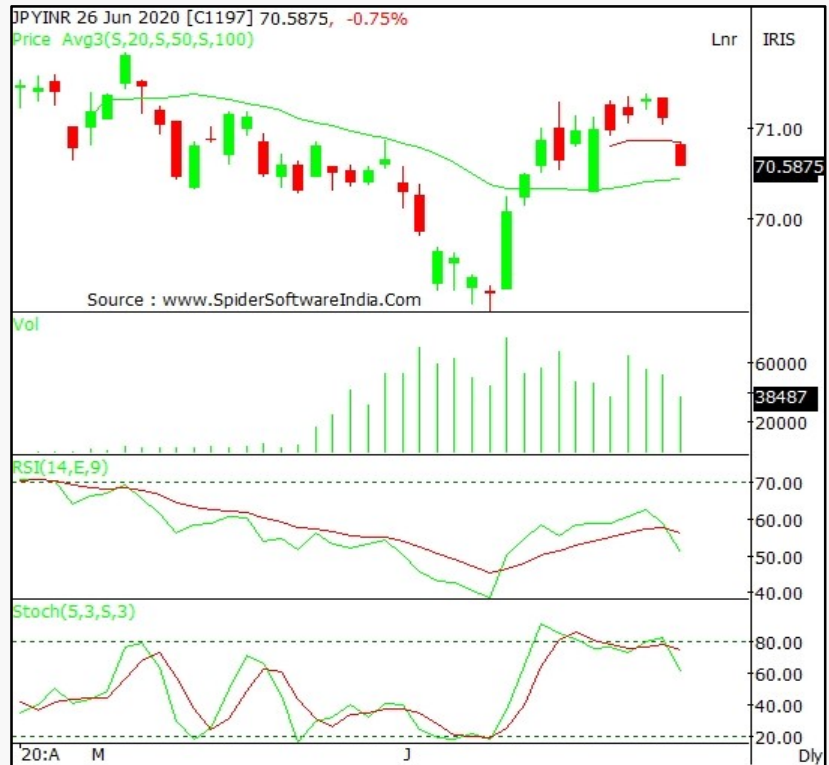 JPYINR 26 Jun 2020 [C1197] 70.5875, -0.75%
Price Avg3(S,20,S,50,S,100)
Lnr
IRIS
71.00
70.5875
70.00
Source : www.SpiderSoftwareIndia.Com
Vol
60000
38487
20000
RSI(14,E,9)
70.00
60.00
50.00
40.00
Stoch(5,3,S,3)
80.00
60.00
40.00
20.00
'20:A M J Dly